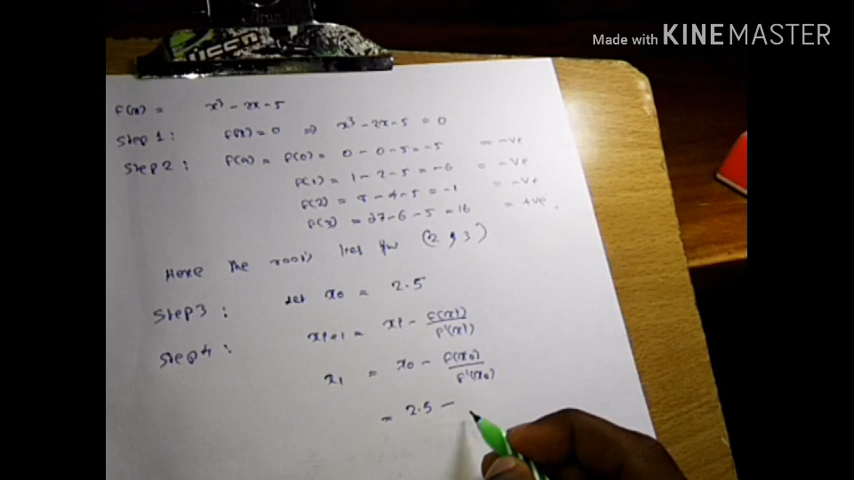 Made with KINEMASTER
f(x) = x³ - 2x - 5
Step 1: f(x) = 0 ⇒ x³ - 2x - 5 = 0
Step 2: f(a) = f(0) = 0 - 0 - 5 = -5 = -ve
f(1) = 1 - 2 - 5 = -6 = -ve
f(2) = 8 - 4 - 5 = -1 = -ve
f(3) = 27 - 6 - 5 = 16 = +ve.
Here the roots lies b/w (2, 3)
Step 3: let x0 = 2.5
Step 4: xi+1 = xi - f(xi)/f'(xi)
x1 = x0 - f(x0)/f'(x0)
= 2.5 -